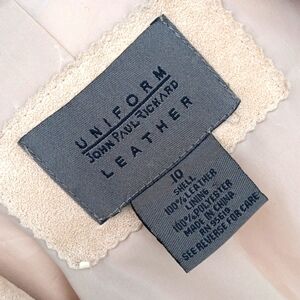 UNIFORM
JOHN PAUL RICHARD
LEATHER
10
SHELL
100% LEATHER
LINING
100% POLYESTER
MADE IN CHINA
RN 95619
SEE REVERSE FOR CARE